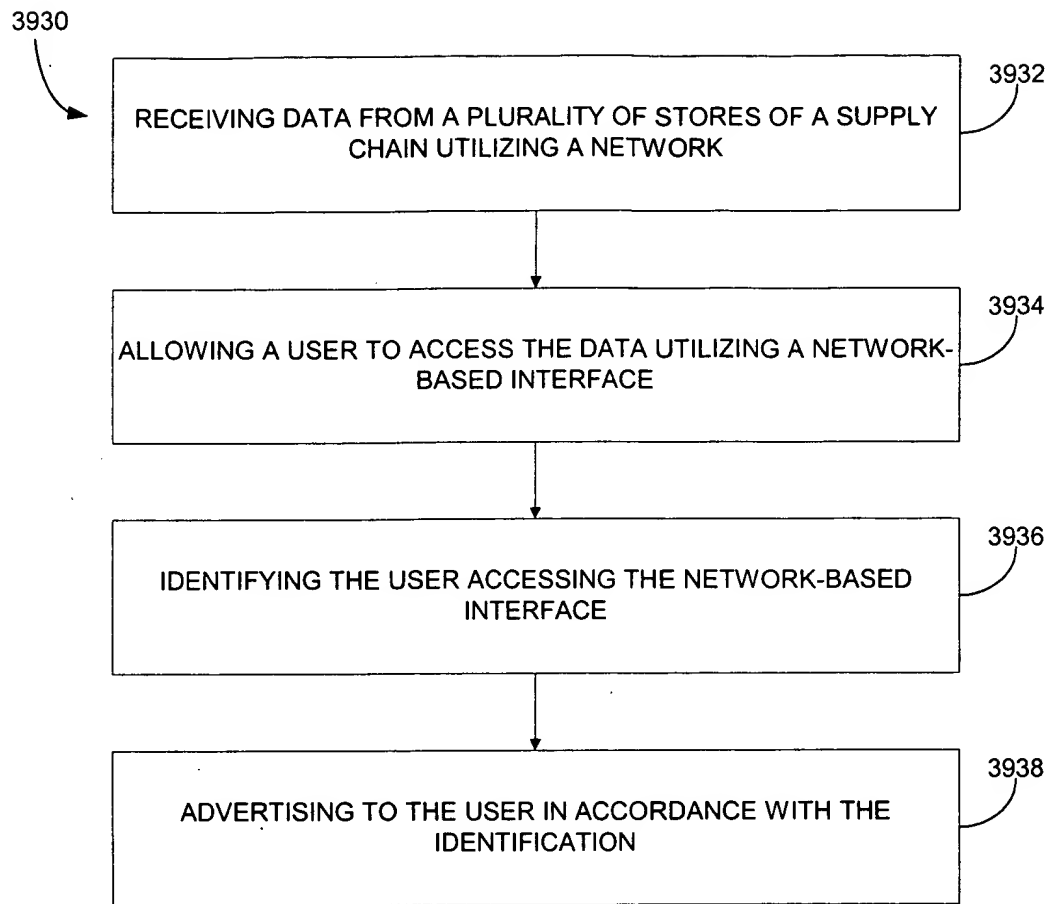 3930
3932
RECEIVING DATA FROM A PLURALITY OF STORES OF A SUPPLY
CHAIN UTILIZING A NETWORK
3934
ALLOWING A USER TO ACCESS THE DATA UTILIZING A NETWORK-
BASED INTERFACE
3936
IDENTIFYING THE USER ACCESSING THE NETWORK-BASED
INTERFACE
3938
ADVERTISING TO THE USER IN ACCORDANCE WITH THE
IDENTIFICATION